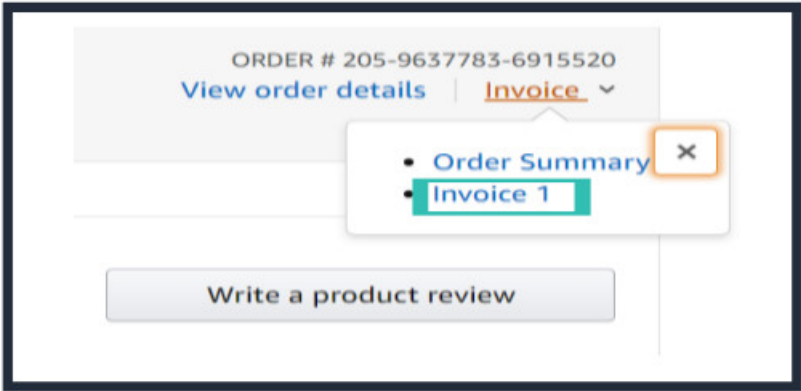 ORDER # 205-9637783-6915520
View order details | Invoice
• Order Summary
• Invoice 1
Write a product review